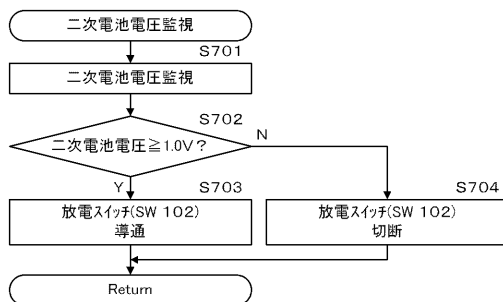 二次電池電圧監視
S701
二次電池電圧監視
S702
二次電池電圧≧1.0V?
N
Y
S703
S704
放電スイッチ(SW 102)
導通
放電スイッチ(SW 102)
切断
Return